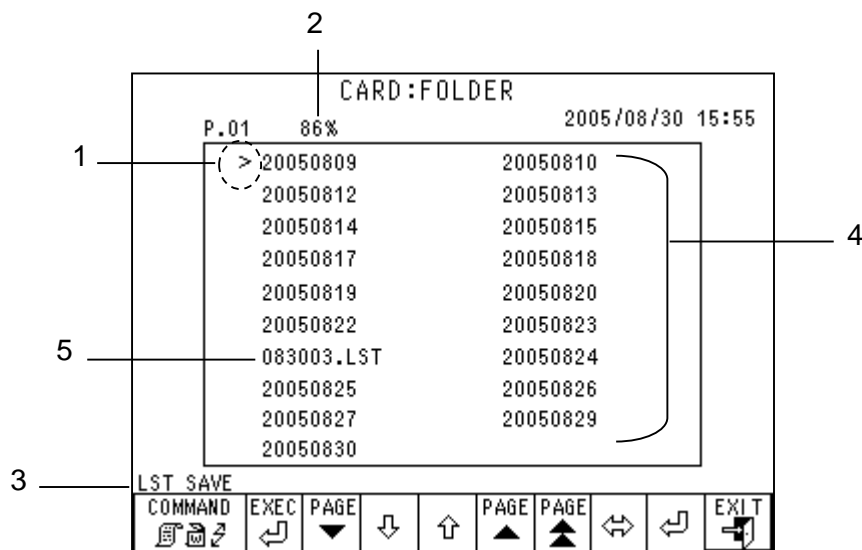 2
CARD:FOLDER
P.01 86% 2005/08/30 15:55
1 > 20050809 20050810
20050812 20050813
20050814 20050815
4
20050817 20050818
20050819 20050820
20050822 20050823
5 083003.LST 20050824
20050825 20050826
20050827 20050829
20050830
3 LST SAVE
COMMAND EXEC PAGE PAGE PAGE EXIT